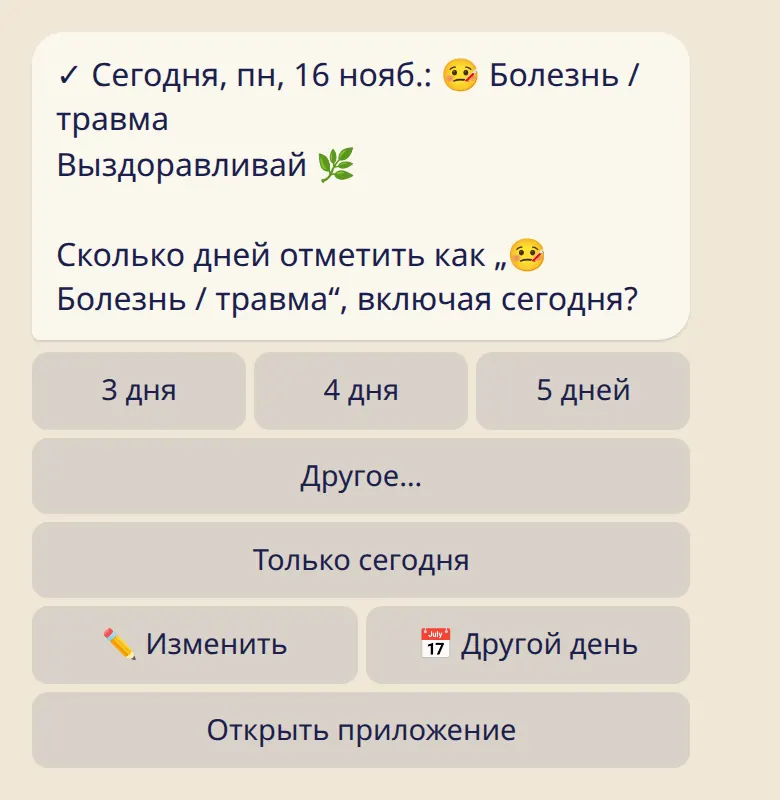 ✓ Сегодня, пн, 16 нояб.: 🤒 Болезнь /
травма
Выздоравливай 🌿
Сколько дней отметить как „🤒
Болезнь / травма“, включая сегодня?
3 дня
4 дня
5 дней
Другое...
Только сегодня
✏️ Изменить
📅 Другой день
Открыть приложение